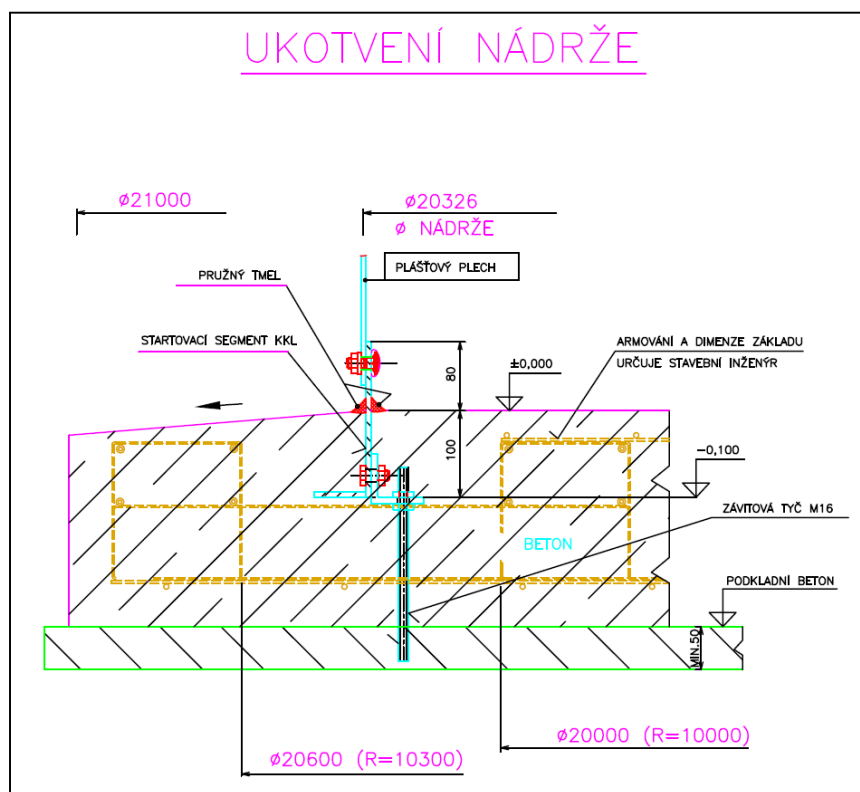 UKOTVENÍ NÁDRŽE
ø21000
ø20326
ø NÁDRŽE
PLÁŠŤOVÝ PLECH
PRUŽNÝ TMEL
STARTOVACÍ SEGMENT KKL
80
±0,000
ARMOVÁNÍ A DIMENZE ZÁKLADU
URČUJE STAVEBNÍ INŽENÝR
100
-0,100
ZÁVITOVÁ TYČ M16
BETON
PODKLADNÍ BETON
MIN.50
ø20600 (R=10300)
ø20000 (R=10000)